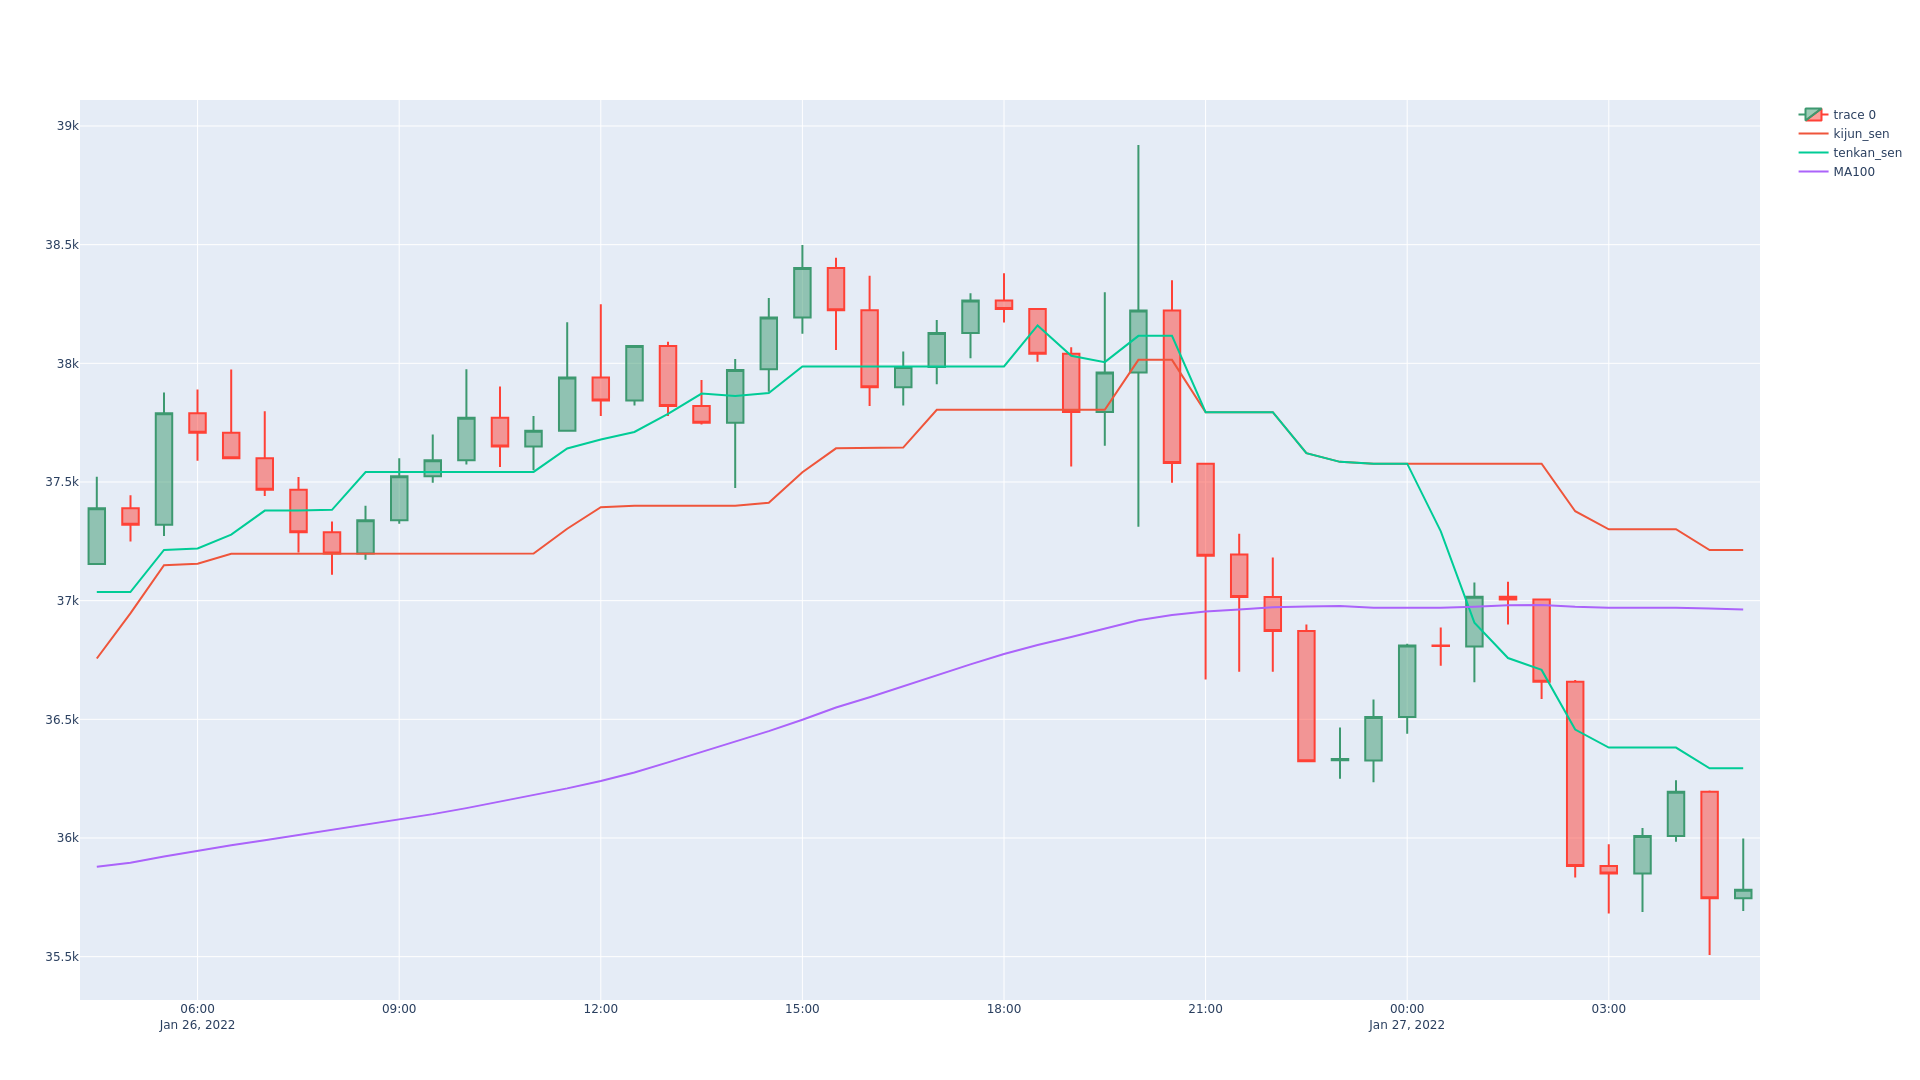 39k
38.5k
38k
37.5k
37k
36.5k
36k
35.5k
06:00
Jan 26, 2022
09:00
12:00
15:00
18:00
21:00
00:00
Jan 27, 2022
03:00
trace 0
kijun_sen
tenkan_sen
MA100